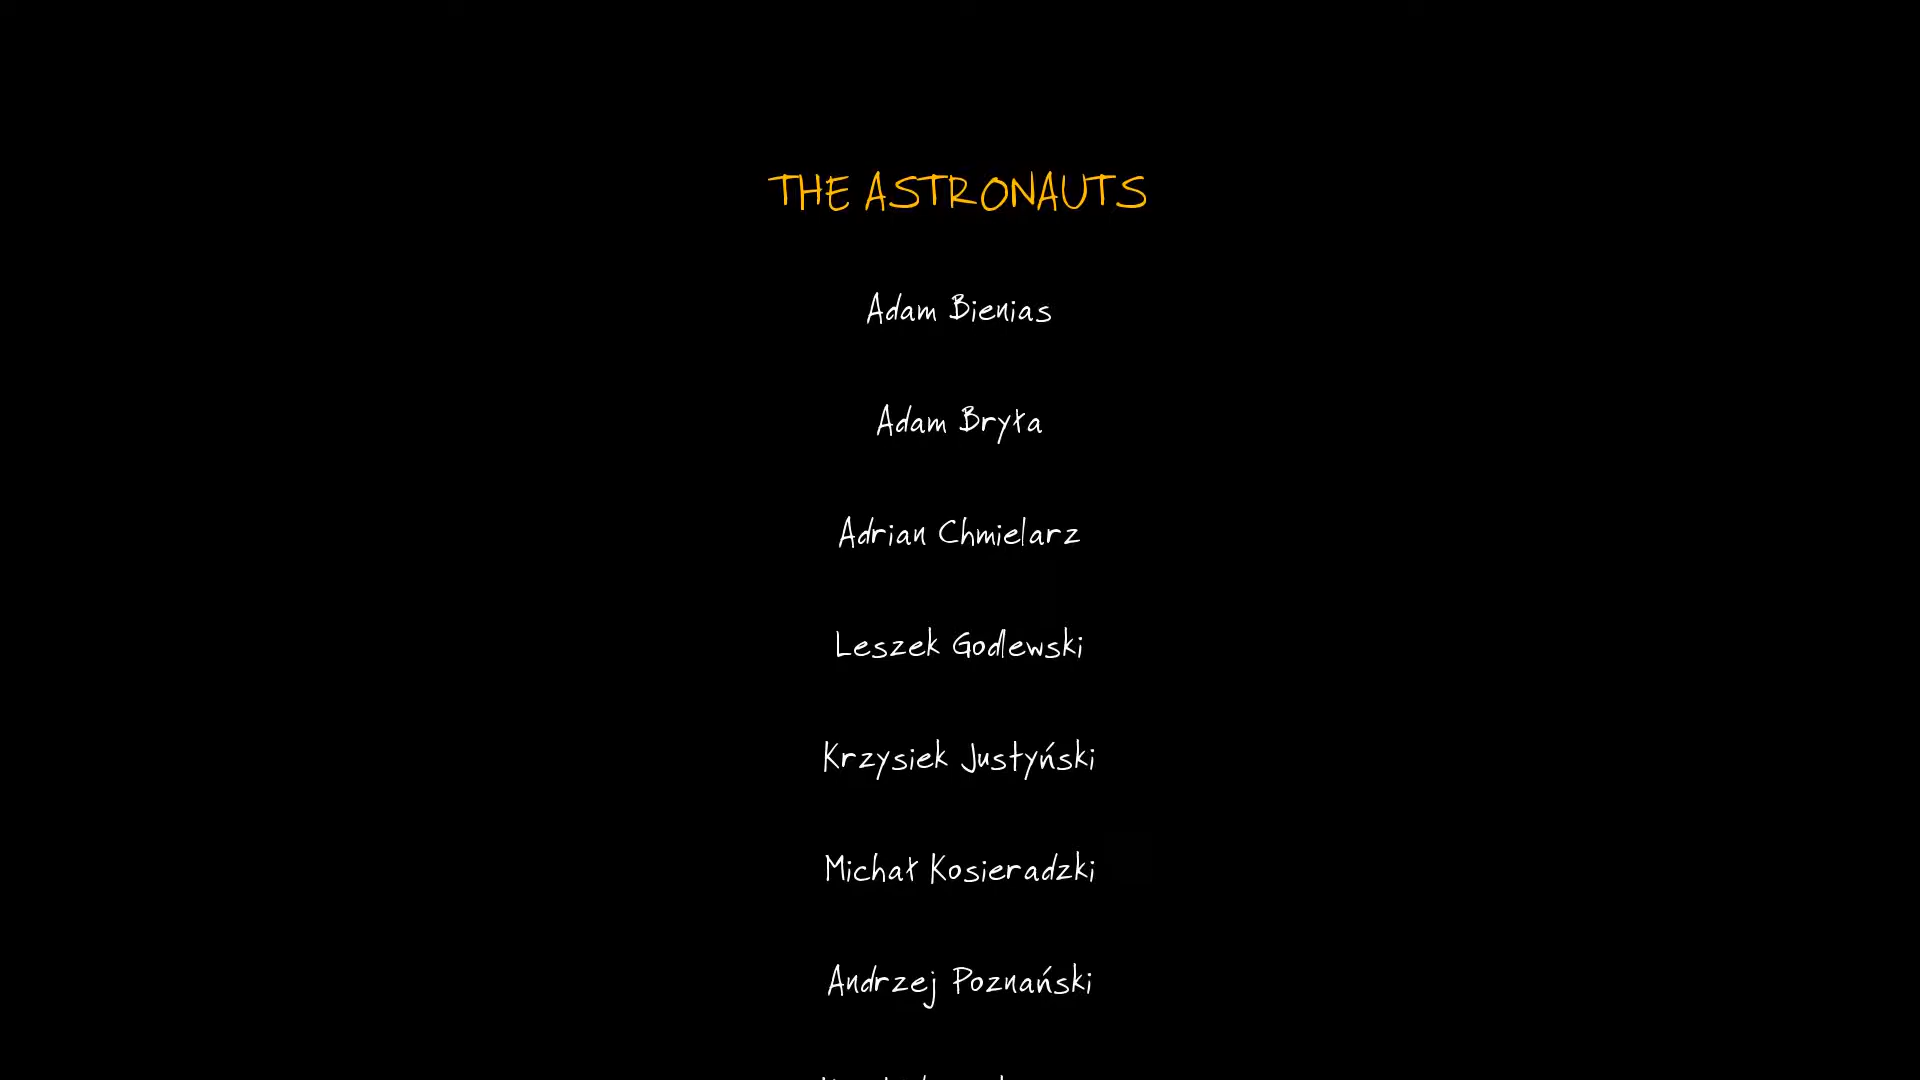 THE ASTRONAUTS
Adam Bienias
Adam Bryła
Adrian Chmielarz
Leszek Godlewski
Krzysiek Justyński
Michał Kosieradzki
Andrzej Poznański